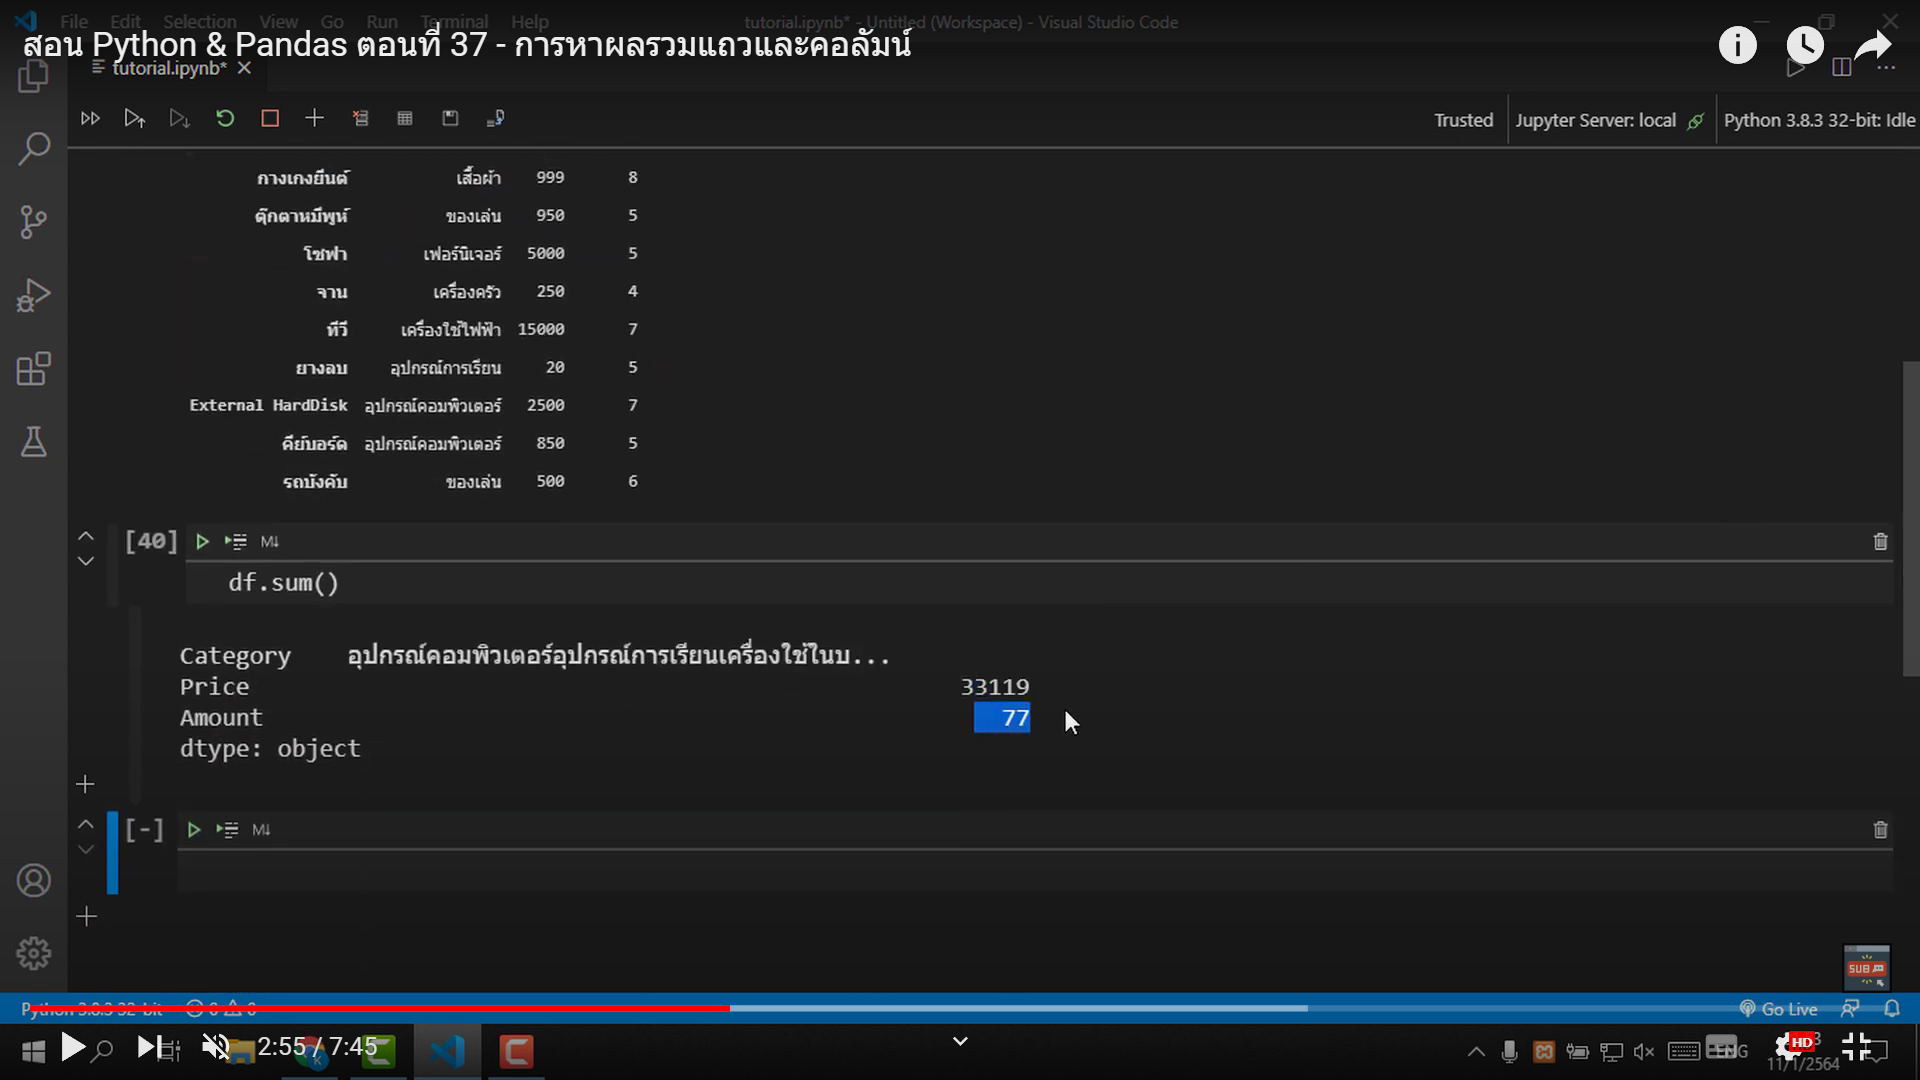 File Edit Selection View Go Run Terminal Help tutorial.ipynb* - Untitled (Workspace) - Visual Studio Code
สอน Python & Pandas ตอนที่ 37 - การหาผลรวมแถวและคอลัมน์
tutorial.ipynb*
Trusted Jupyter Server: local Python 3.8.3 32-bit: Idle
กางเกงยีนต์ เสื้อผ้า 999 8
ตุ๊กตาหมีพูห์ ของเล่น 950 5
โซฟา เฟอร์นิเจอร์ 5000 5
จาน เครื่องครัว 250 4
ทีวี เครื่องใช้ไฟฟ้า 15000 7
ยางลบ อุปกรณ์การเรียน 20 5
External HardDisk อุปกรณ์คอมพิวเตอร์ 2500 7
คีย์บอร์ด อุปกรณ์คอมพิวเตอร์ 850 5
รถบังคับ ของเล่น 500 6
[40] M↓
df.sum()
Category อุปกรณ์คอมพิวเตอร์อุปกรณ์การเรียนเครื่องใช้ในบ...
Price 33119
Amount 77
dtype: object
[-] M↓
SUB
Python 3.8.3 32-bit 0 0 Go Live
2:55 / 7:45 ENG HD
11/1/2564